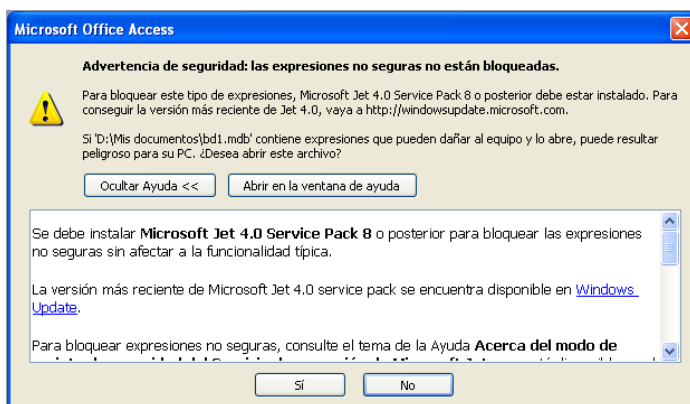 Microsoft Office Access
Advertencia de seguridad: las expresiones no seguras no están bloqueadas.
Para bloquear este tipo de expresiones, Microsoft Jet 4.0 Service Pack 8 o posterior debe estar instalado. Para
conseguir la versión más reciente de Jet 4.0, vaya a http://windowsupdate.microsoft.com.
Si 'D:\Mis documentos\bd1.mdb' contiene expresiones que pueden dañar al equipo y lo abre, puede resultar
peligroso para su PC. ¿Desea abrir este archivo?
Ocultar Ayuda << Abrir en la ventana de ayuda
Se debe instalar Microsoft Jet 4.0 Service Pack 8 o posterior para bloquear las expresiones
no seguras sin afectar a la funcionalidad típica.
La versión más reciente de Microsoft Jet 4.0 service pack se encuentra disponible en Windows
Update.
Para bloquear expresiones no seguras, consulte el tema de la Ayuda Acerca del modo de
Sí No